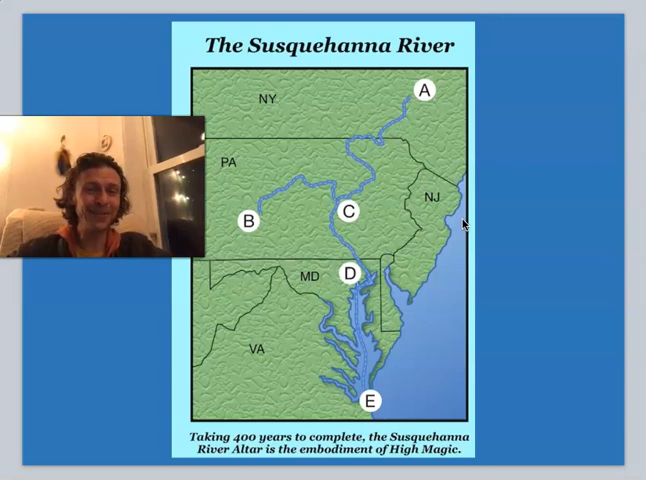 The Susquehanna River
A
NY
PA
NJ
B
C
D
MD
VA
E
Taking 400 years to complete, the Susquehanna
River Altar is the embodiment of High Magic.